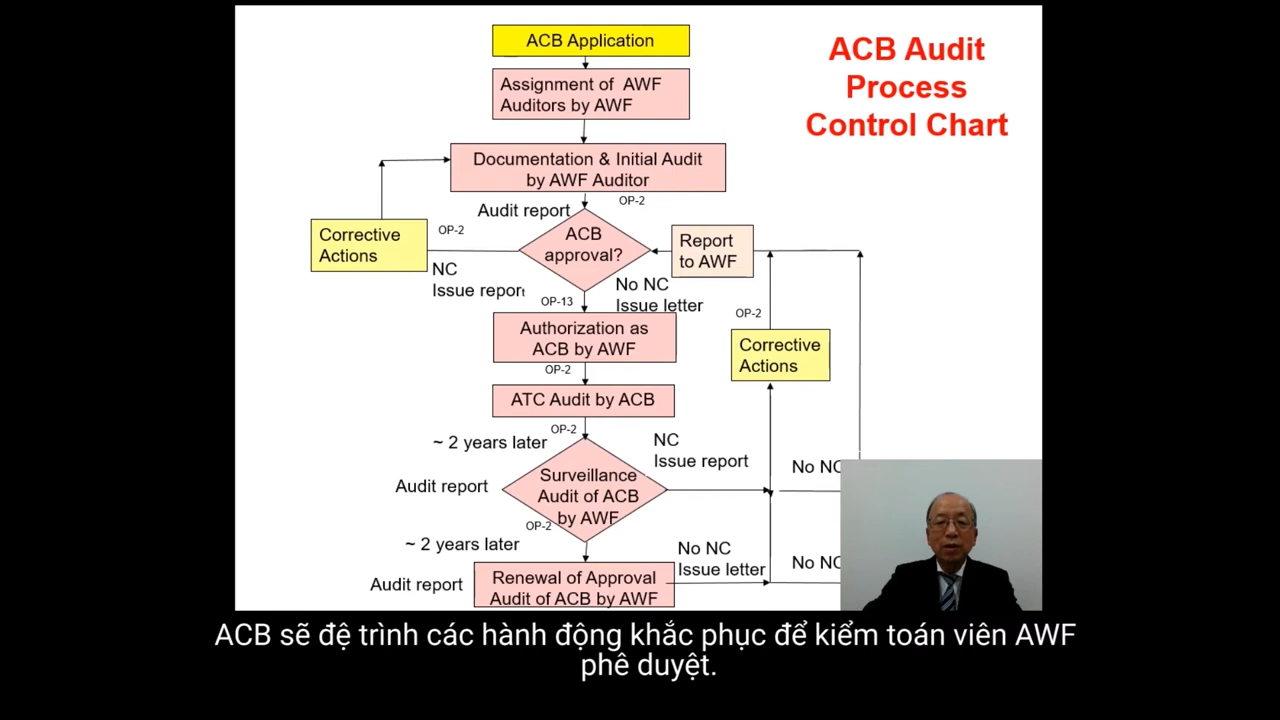 ACB Application
ACB Audit
Process
Control Chart
Assignment of AWF
Auditors by AWF
Documentation & Initial Audit
by AWF Auditor
OP-2
Audit report
Corrective
Actions
OP-2
ACB
approval?
Report
to AWF
NC
Issue report
No NC
Issue letter
OP-13
OP-2
Authorization as
ACB by AWF
Corrective
Actions
OP-2
ATC Audit by ACB
OP-2
~ 2 years later
NC
Issue report
No NC
Audit report
Surveillance
Audit of ACB
by AWF
OP-2
~ 2 years later
No NC
Issue letter
No NC
Audit report
Renewal of Approval
Audit of ACB by AWF
ACB sẽ đệ trình các hành động khắc phục để kiểm toán viên AWF
phê duyệt.